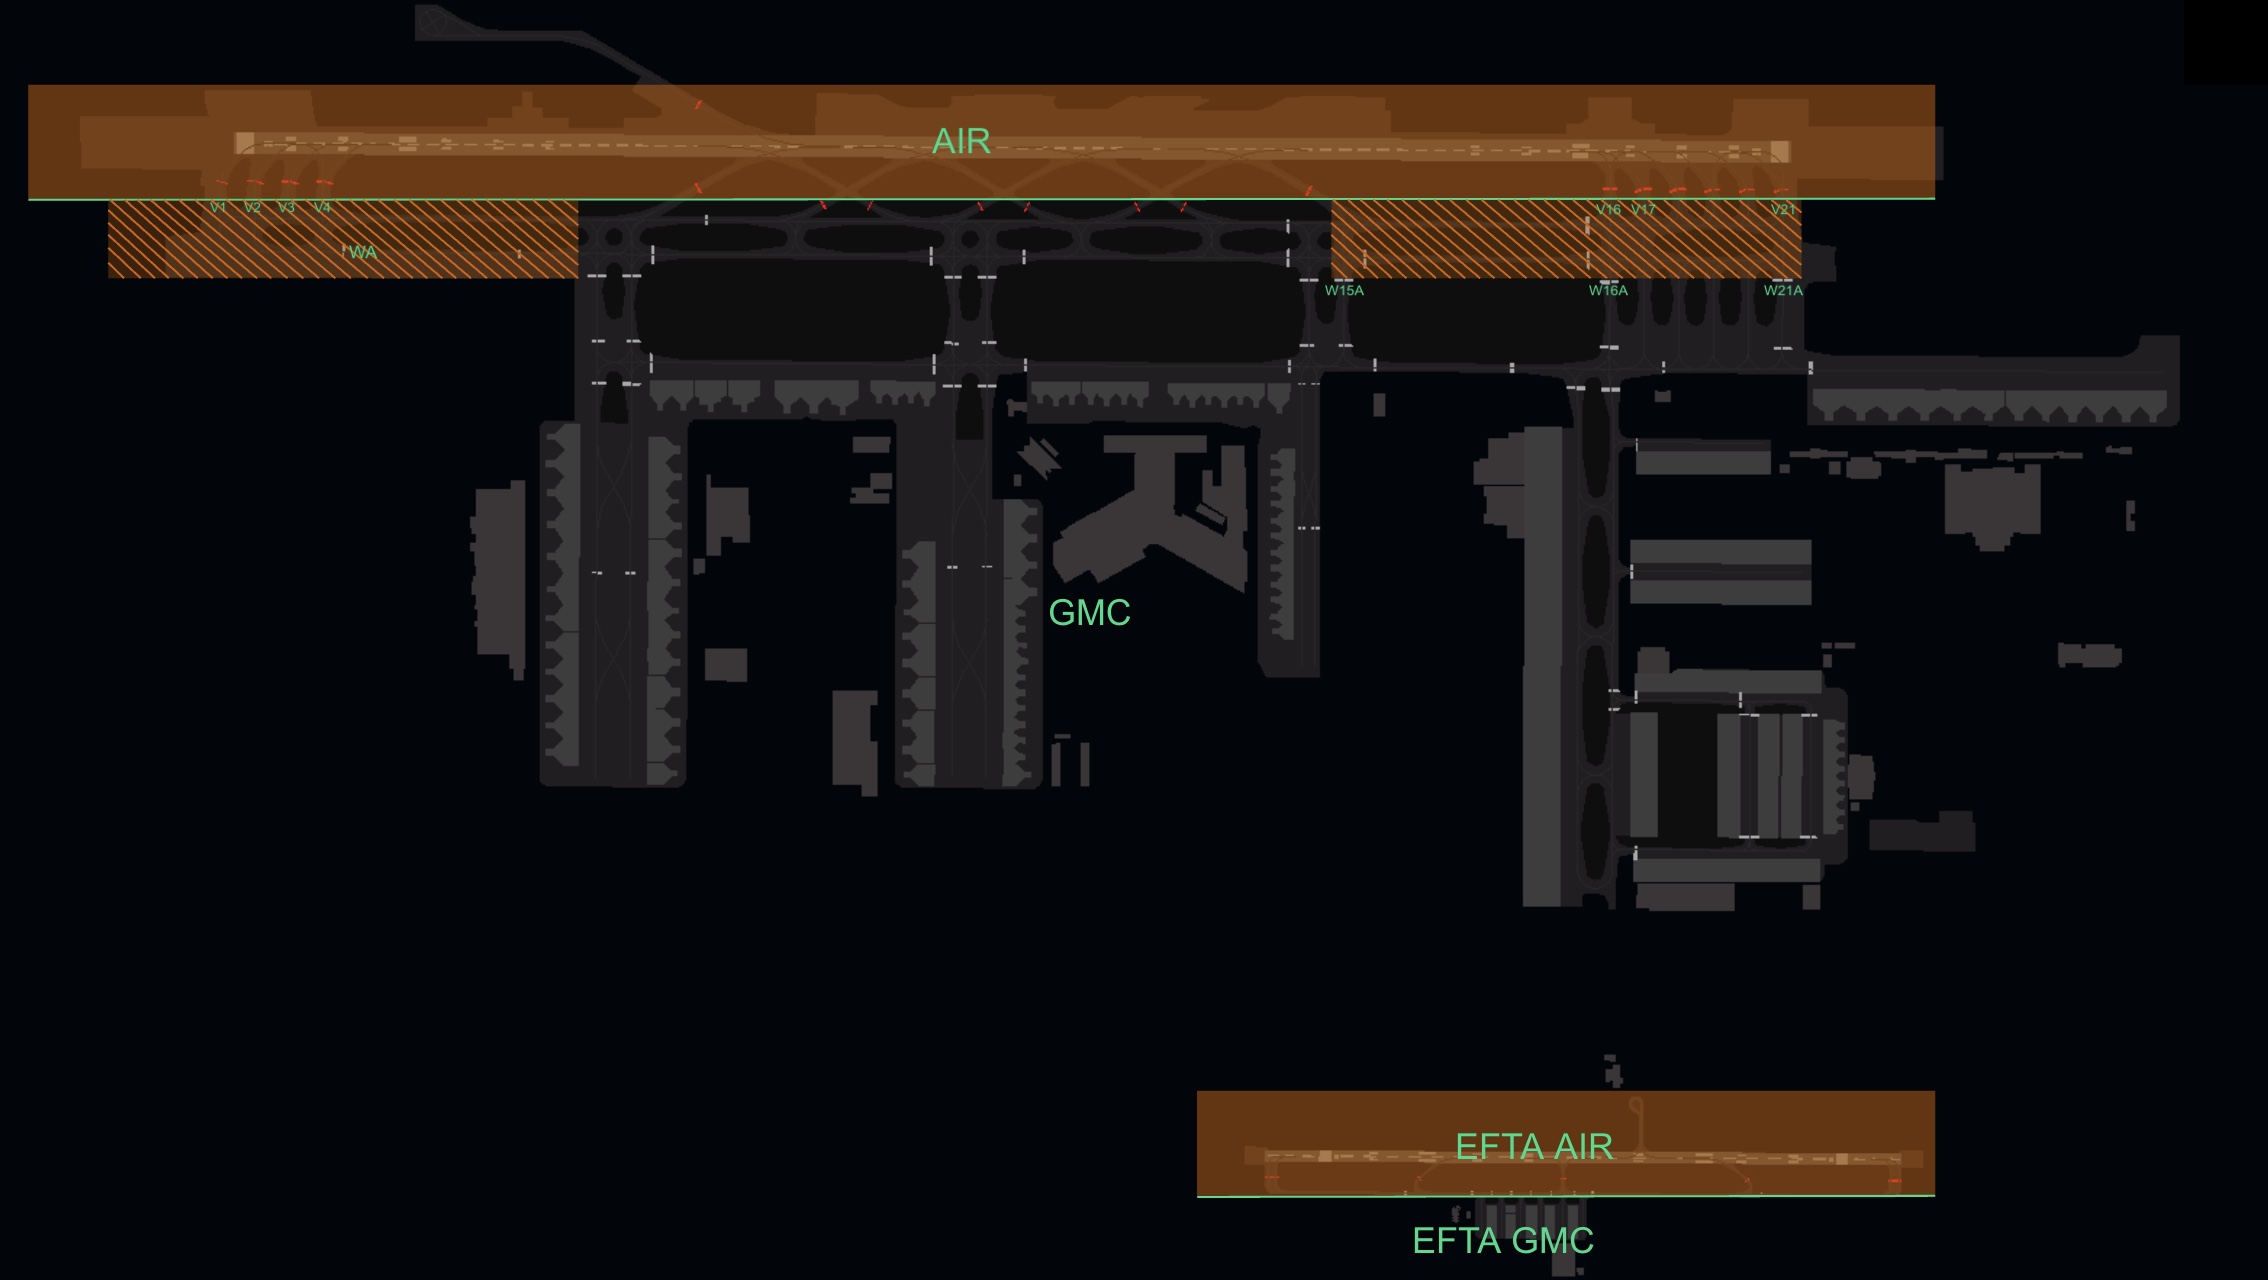 AIR
V1 V2 V3 V4
V16 V17 V21
WA
W15A W16A W21A
GMC
EFTA AIR
EFTA GMC